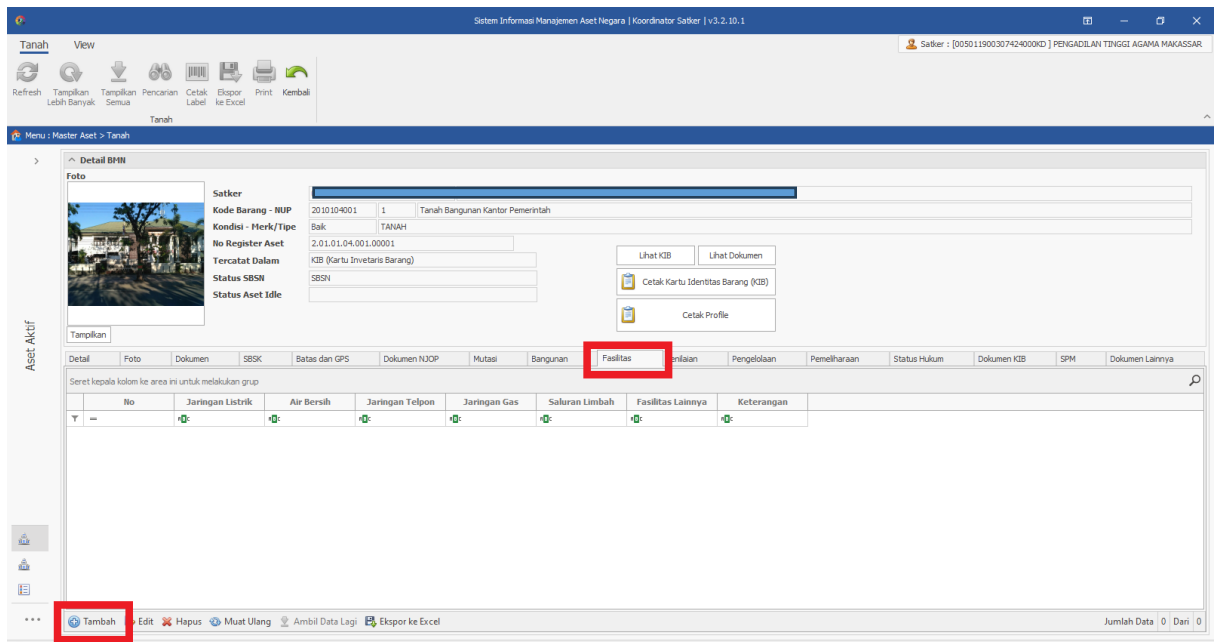 Sistem Informasi Manajemen Aset Negara | Koordinator Satker | v3.2.10.1
Tanah View
Satker : [005011900307424000KD ] PENGADILAN TINGGI AGAMA MAKASSAR
Refresh Tampilkan Lebih Banyak Tampilkan Semua Pencarian Cetak Label Ekspor ke Excel Print Kembali
Tanah
Menu : Master Aset > Tanah
Detail BMN
Foto
Satker
Kode Barang - NUP 2010104001 1 Tanah Bangunan Kantor Pemerintah
Kondisi - Merk/Tipe Baik TANAH
No Register Aset 2.01.01.04.001.00001
Tercatat Dalam KIB (Kartu Invetaris Barang)
Status SBSN SBSN
Status Aset Idle
Lihat KIB Lihat Dokumen
Cetak Kartu Identitas Barang (KIB)
Cetak Profile
Tampilkan
Aset Aktif
Detail Foto Dokumen SBSK Batas dan GPS Dokumen NJOP Mutasi Bangunan Fasilitas enilaian Pengelolaan Pemeliharaan Status Hukum Dokumen KIB SPM Dokumen Lainnya
Seret kepala kolom ke area ini untuk melakukan grup
No Jaringan Listrik Air Bersih Jaringan Telpon Jaringan Gas Saluran Limbah Fasilitas Lainnya Keterangan
Tambah Edit Hapus Muat Ulang Ambil Data Lagi Ekspor ke Excel Jumlah Data 0 Dari 0